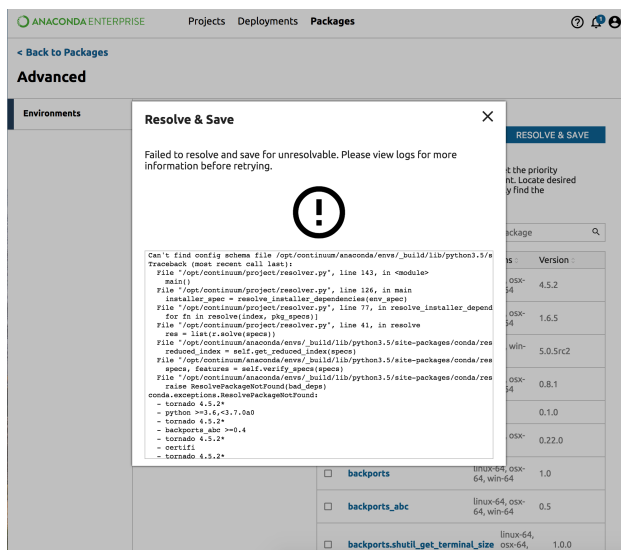 ANACONDA ENTERPRISE
Projects Deployments Packages
< Back to Packages
Advanced
Environments
Resolve & Save
RESOLVE & SAVE
Failed to resolve and save for unresolvable. Please view logs for more
information before retrying.
Can't find config schema file /opt/continuum/anaconda/envs/_build/lib/python3.5/s
Traceback (most recent call last):
File "/opt/continuum/project/resolver.py", line 143, in <module>
main()
File "/opt/continuum/project/resolver.py", line 126, in main
installer_spec = resolve_installer_dependencies(env_spec)
File "/opt/continuum/project/resolver.py", line 77, in resolve_installer_depend
for fn in resolve(index, pkg_specs)]
File "/opt/continuum/project/resolver.py", line 41, in resolve
res = list(r.solve(specs))
File "/opt/continuum/anaconda/envs/_build/lib/python3.5/site-packages/conda/res
reduced_index = self.get_reduced_index(specs)
File "/opt/continuum/anaconda/envs/_build/lib/python3.5/site-packages/conda/res
specs, features = self.verify_specs(specs)
File "/opt/continuum/anaconda/envs/_build/lib/python3.5/site-packages/conda/res
raise ResolvePackageNotFound(bad_deps)
conda.exceptions.ResolvePackageNotFound:
- tornado 4.5.2*
- python >=3.6,<3.7.0a0
- tornado 4.5.2*
- backports_abc >=0.4
- tornado 4.5.2*
- certifi
- tornado 4.5.2*
et the priority
nt. Locate desired
y find the
ackage
ns Version
, osx-
64 4.5.2
, osx-
64 1.6.5
, win-
5.0.5rc2
, osx-
64 0.8.1
0.1.0
, osx-
0.22.0
backports linux-64, osx-
64, win-64 1.0
backports_abc linux-64, osx-
64, win-64 0.5
backports.shutil_get_terminal_size linux-64,
osx-64, 1.0.0